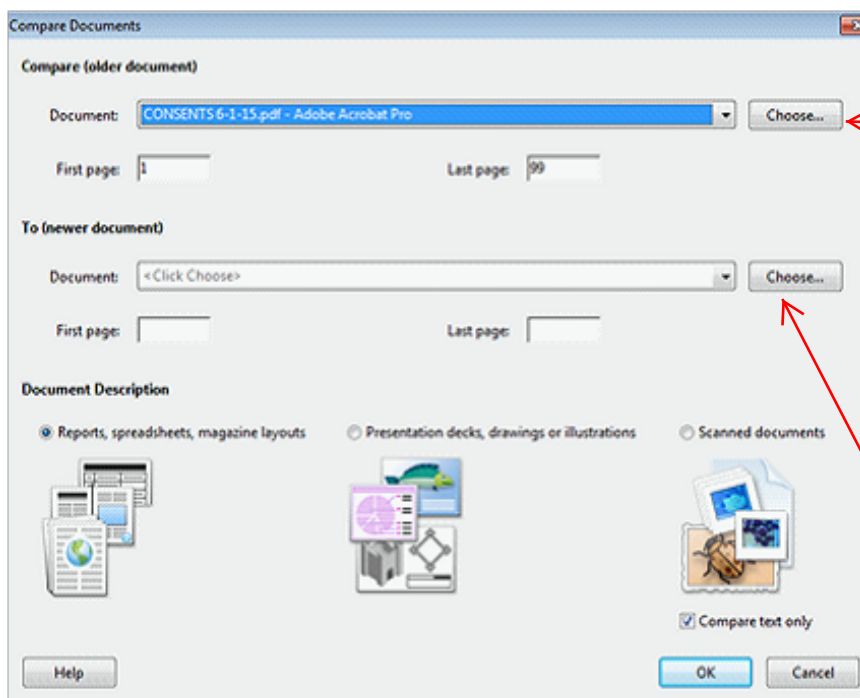 Compare Documents
Compare (older document)
Document: CONSENTS 6-1-15.pdf - Adobe Acrobat Pro Choose...
First page: 1 Last page: 99
To (newer document)
Document: <Click Choose> Choose...
First page: Last page:
Document Description
Reports, spreadsheets, magazine layouts Presentation decks, drawings or illustrations Scanned documents
Compare text only
Help OK Cancel